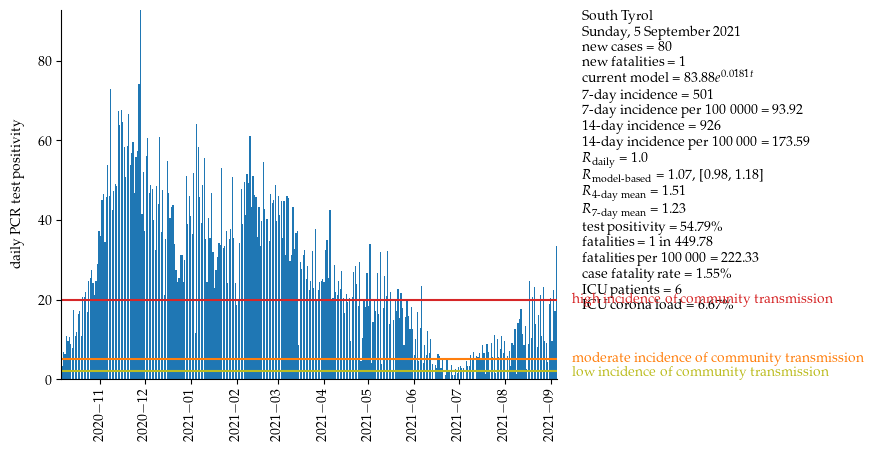 South Tyrol
Sunday, 5 September 2021
new cases = 80
new fatalities = 1
current model = 83.88e^0.0181t
7-day incidence = 501
7-day incidence per 100 0000 = 93.92
14-day incidence = 926
14-day incidence per 100 000 = 173.59
R_daily = 1.0
R_model-based = 1.07, [0.98, 1.18]
R_4-day mean = 1.51
R_7-day mean = 1.23
test positivity = 54.79%
fatalities = 1 in 449.78
fatalities per 100 000 = 222.33
case fatality rate = 1.55%
ICU patients = 6
high incidence of community transmission
ICU corona load = 6.67%
moderate incidence of community transmission
low incidence of community transmission
daily PCR test positivity
80
60
40
20
0
2020−11
2020−12
2021−01
2021−02
2021−03
2021−04
2021−05
2021−06
2021−07
2021−08
2021−09